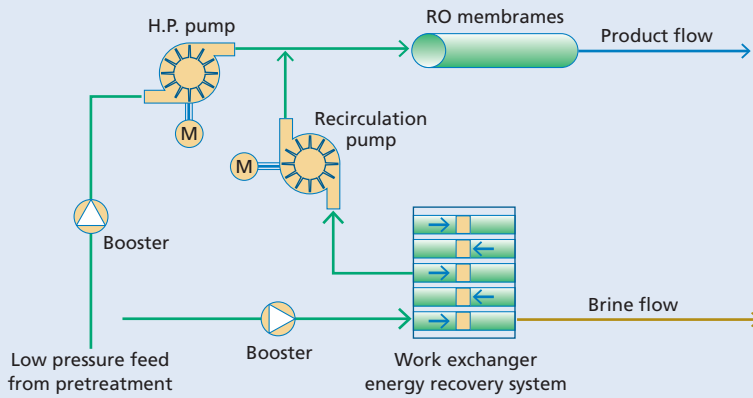 H.P. pump
RO membrames
Product flow
M
Recirculation
pump
M
Booster
Brine flow
Booster
Low pressure feed
from pretreatment
Work exchanger
energy recovery system